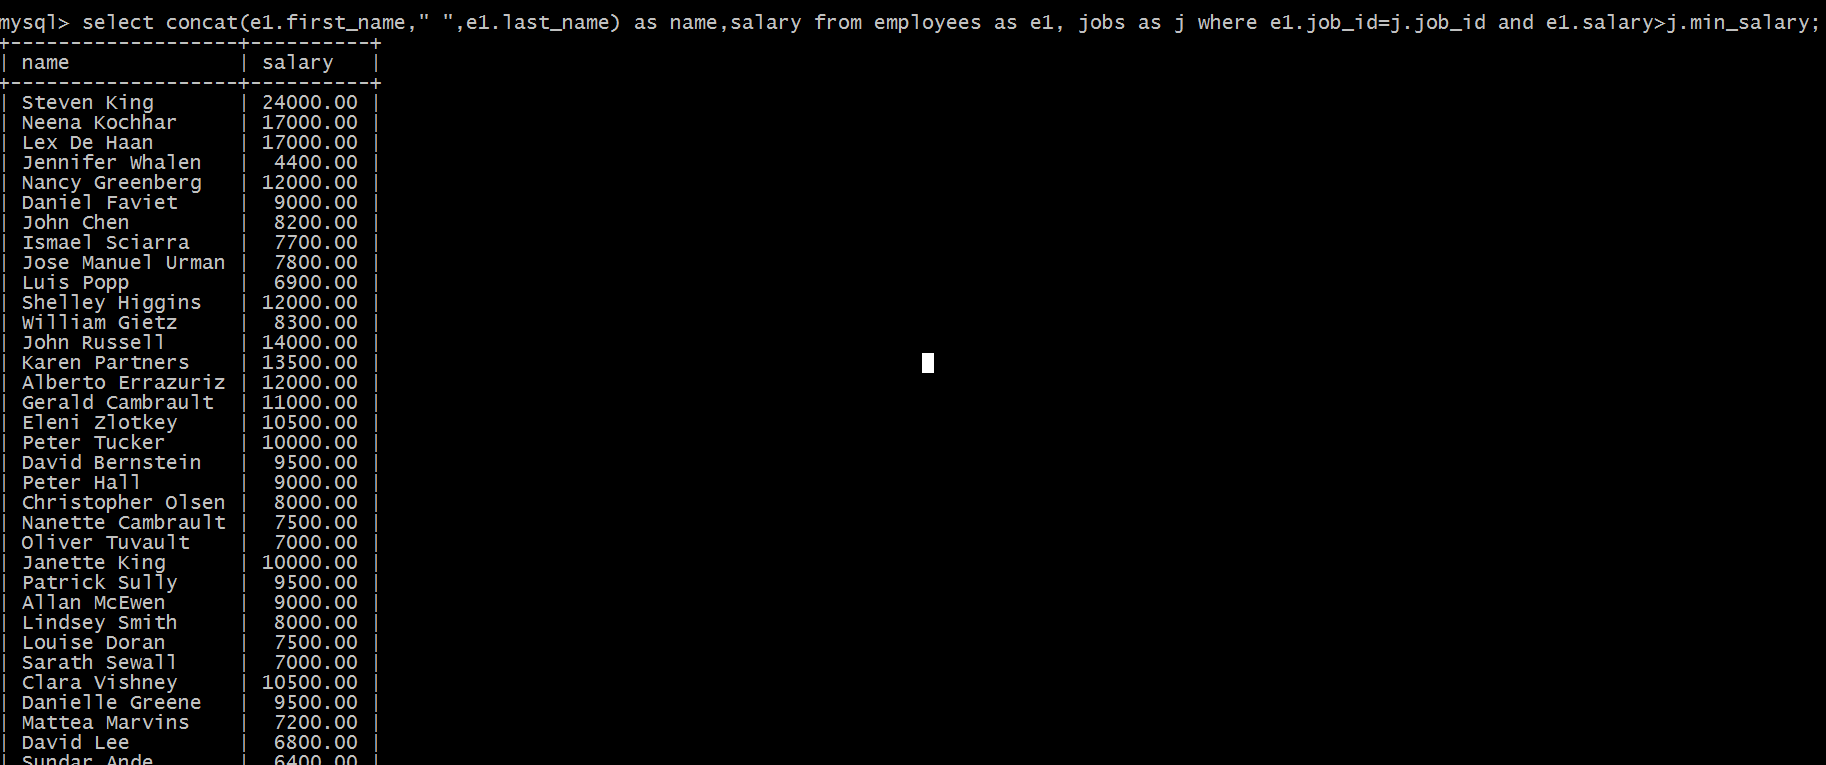 mysql> select concat(e1.first_name," ",e1.last_name) as name,salary from employees as e1, jobs as j where e1.job_id=j.job_id and e1.salary>j.min_salary;
+-------------------+----------+
| name              | salary   |
+-------------------+----------+
| Steven King       | 24000.00 |
| Neena Kochhar     | 17000.00 |
| Lex De Haan       | 17000.00 |
| Jennifer Whalen   |  4400.00 |
| Nancy Greenberg   | 12000.00 |
| Daniel Faviet     |  9000.00 |
| John Chen         |  8200.00 |
| Ismael Sciarra    |  7700.00 |
| Jose Manuel Urman |  7800.00 |
| Luis Popp         |  6900.00 |
| Shelley Higgins   | 12000.00 |
| William Gietz     |  8300.00 |
| John Russell      | 14000.00 |
| Karen Partners    | 13500.00 |
| Alberto Errazuriz | 12000.00 |
| Gerald Cambrault  | 11000.00 |
| Eleni Zlotkey     | 10500.00 |
| Peter Tucker      | 10000.00 |
| David Bernstein   |  9500.00 |
| Peter Hall        |  9000.00 |
| Christopher Olsen |  8000.00 |
| Nanette Cambrault |  7500.00 |
| Oliver Tuvault    |  7000.00 |
| Janette King      | 10000.00 |
| Patrick Sully     |  9500.00 |
| Allan McEwen      |  9000.00 |
| Lindsey Smith     |  8000.00 |
| Louise Doran      |  7500.00 |
| Sarath Sewall     |  7000.00 |
| Clara Vishney     | 10500.00 |
| Danielle Greene   |  9500.00 |
| Mattea Marvins    |  7200.00 |
| David Lee         |  6800.00 |
| Sundar Ande       |  6400.00 |